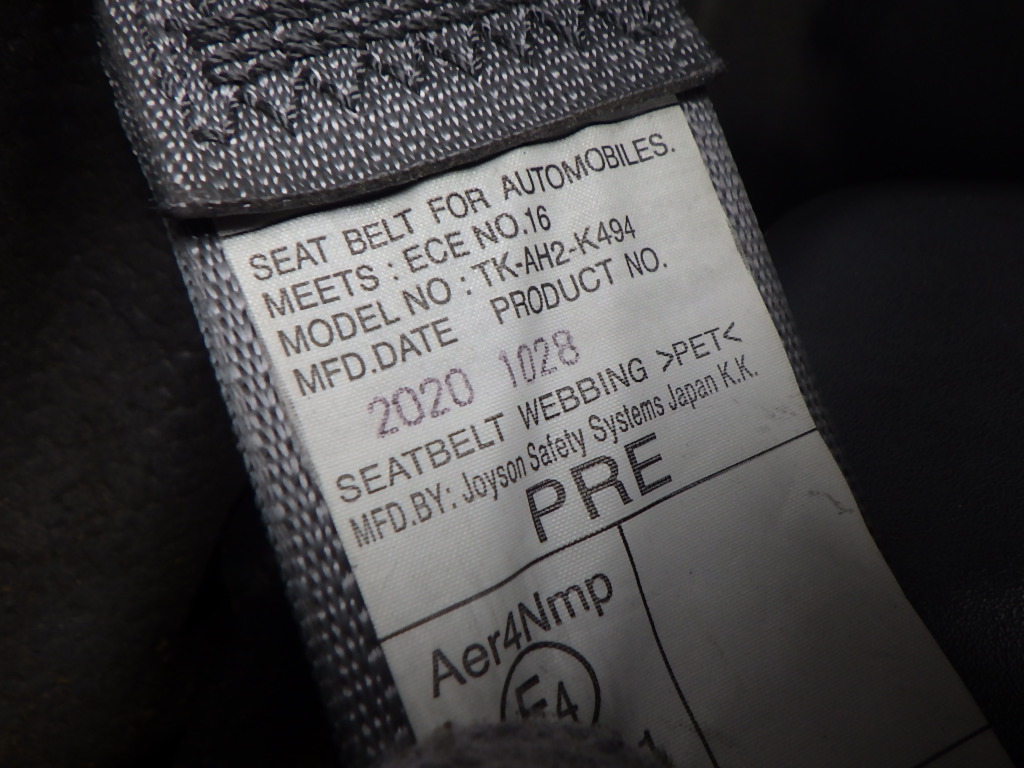 SEAT BELT FOR AUTOMOBILES.
MEETS : ECE NO.16
MODEL NO : TK-AH2-K494
MFD.DATE PRODUCT NO.
2020 1028
SEATBELT WEBBING >PET<
MFD.BY: Joyson Safety Systems Japan K.K.
PRE
Aer4Nmp
E4